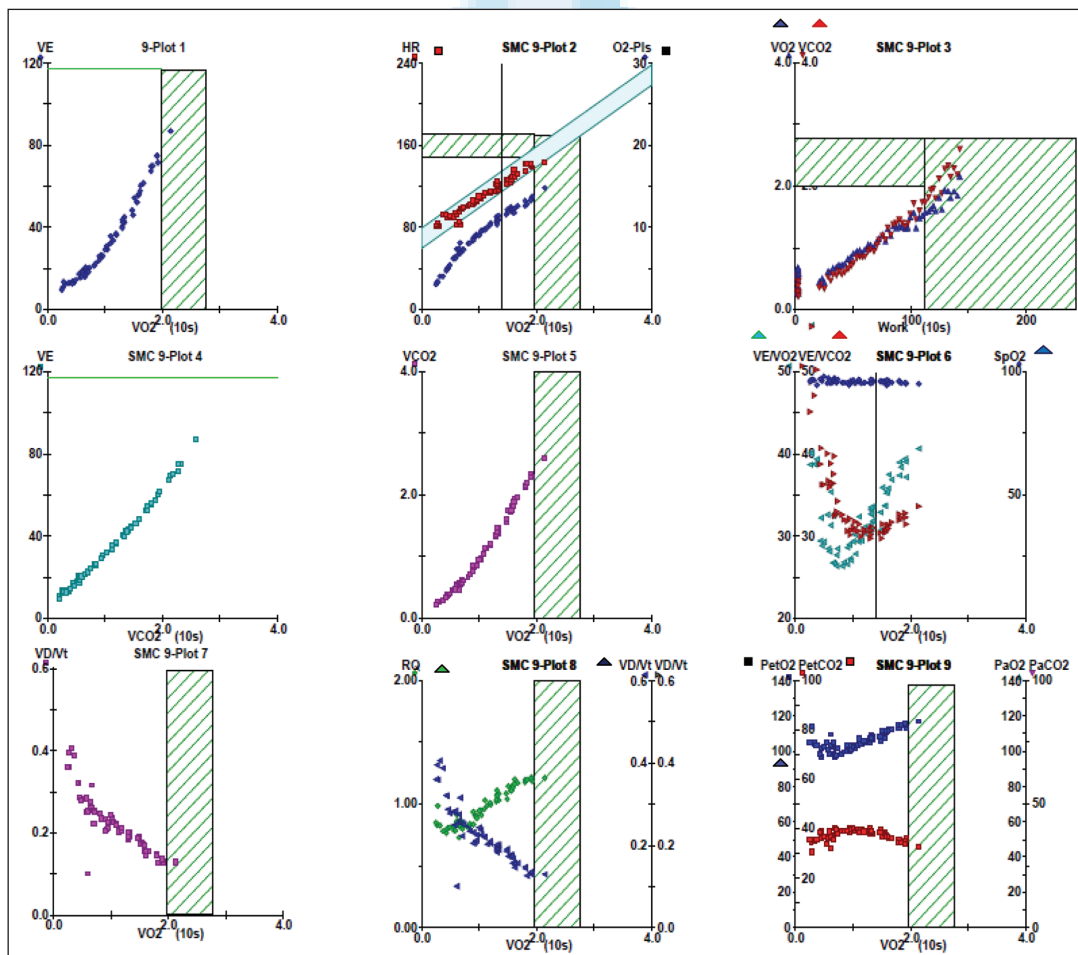 VE 9-Plot 1
120
80
40
0
0.0 2.0 4.0
VO2 (10s)
HR SMC 9-Plot 2 O2-Pls
240 30
160 20
80 10
0 0
0.0 2.0 4.0
VO2 (10s)
VO2 VCO2 SMC 9-Plot 3
4.0 4.0
2.0 2.0
0.0
0 100 200
Work (10s)
VE SMC 9-Plot 4
120
80
40
0
0.0 2.0 4.0
VCO2 (10s)
VCO2 SMC 9-Plot 5
4.0
2.0
0.0
0.0 2.0 4.0
VO2 (10s)
VE/VO2 VE/VCO2 SMC 9-Plot 6 SpO2
50 50 100
40 40
30 30 50
20
0.0 2.0 4.0
VO2 (10s)
VD/Vt SMC 9-Plot 7
0.6
0.4
0.2
0.0
0.0 2.0 4.0
VO2 (10s)
RQ SMC 9-Plot 8 VD/Vt VD/Vt
2.00 0.6 0.6
0.4 0.4
1.00
0.2 0.2
0.00 0.0 0.0
0.0 2.0 4.0
VO2 (10s)
PetO2 PetCO2 SMC 9-Plot 9 PaO2 PaCO2
140 100 140 100
120 80 120
100 100
80 60 80
60 60 50
40 40 40
20 20 20
0 0 0
0.0 2.0 4.0
VO2 (10s)